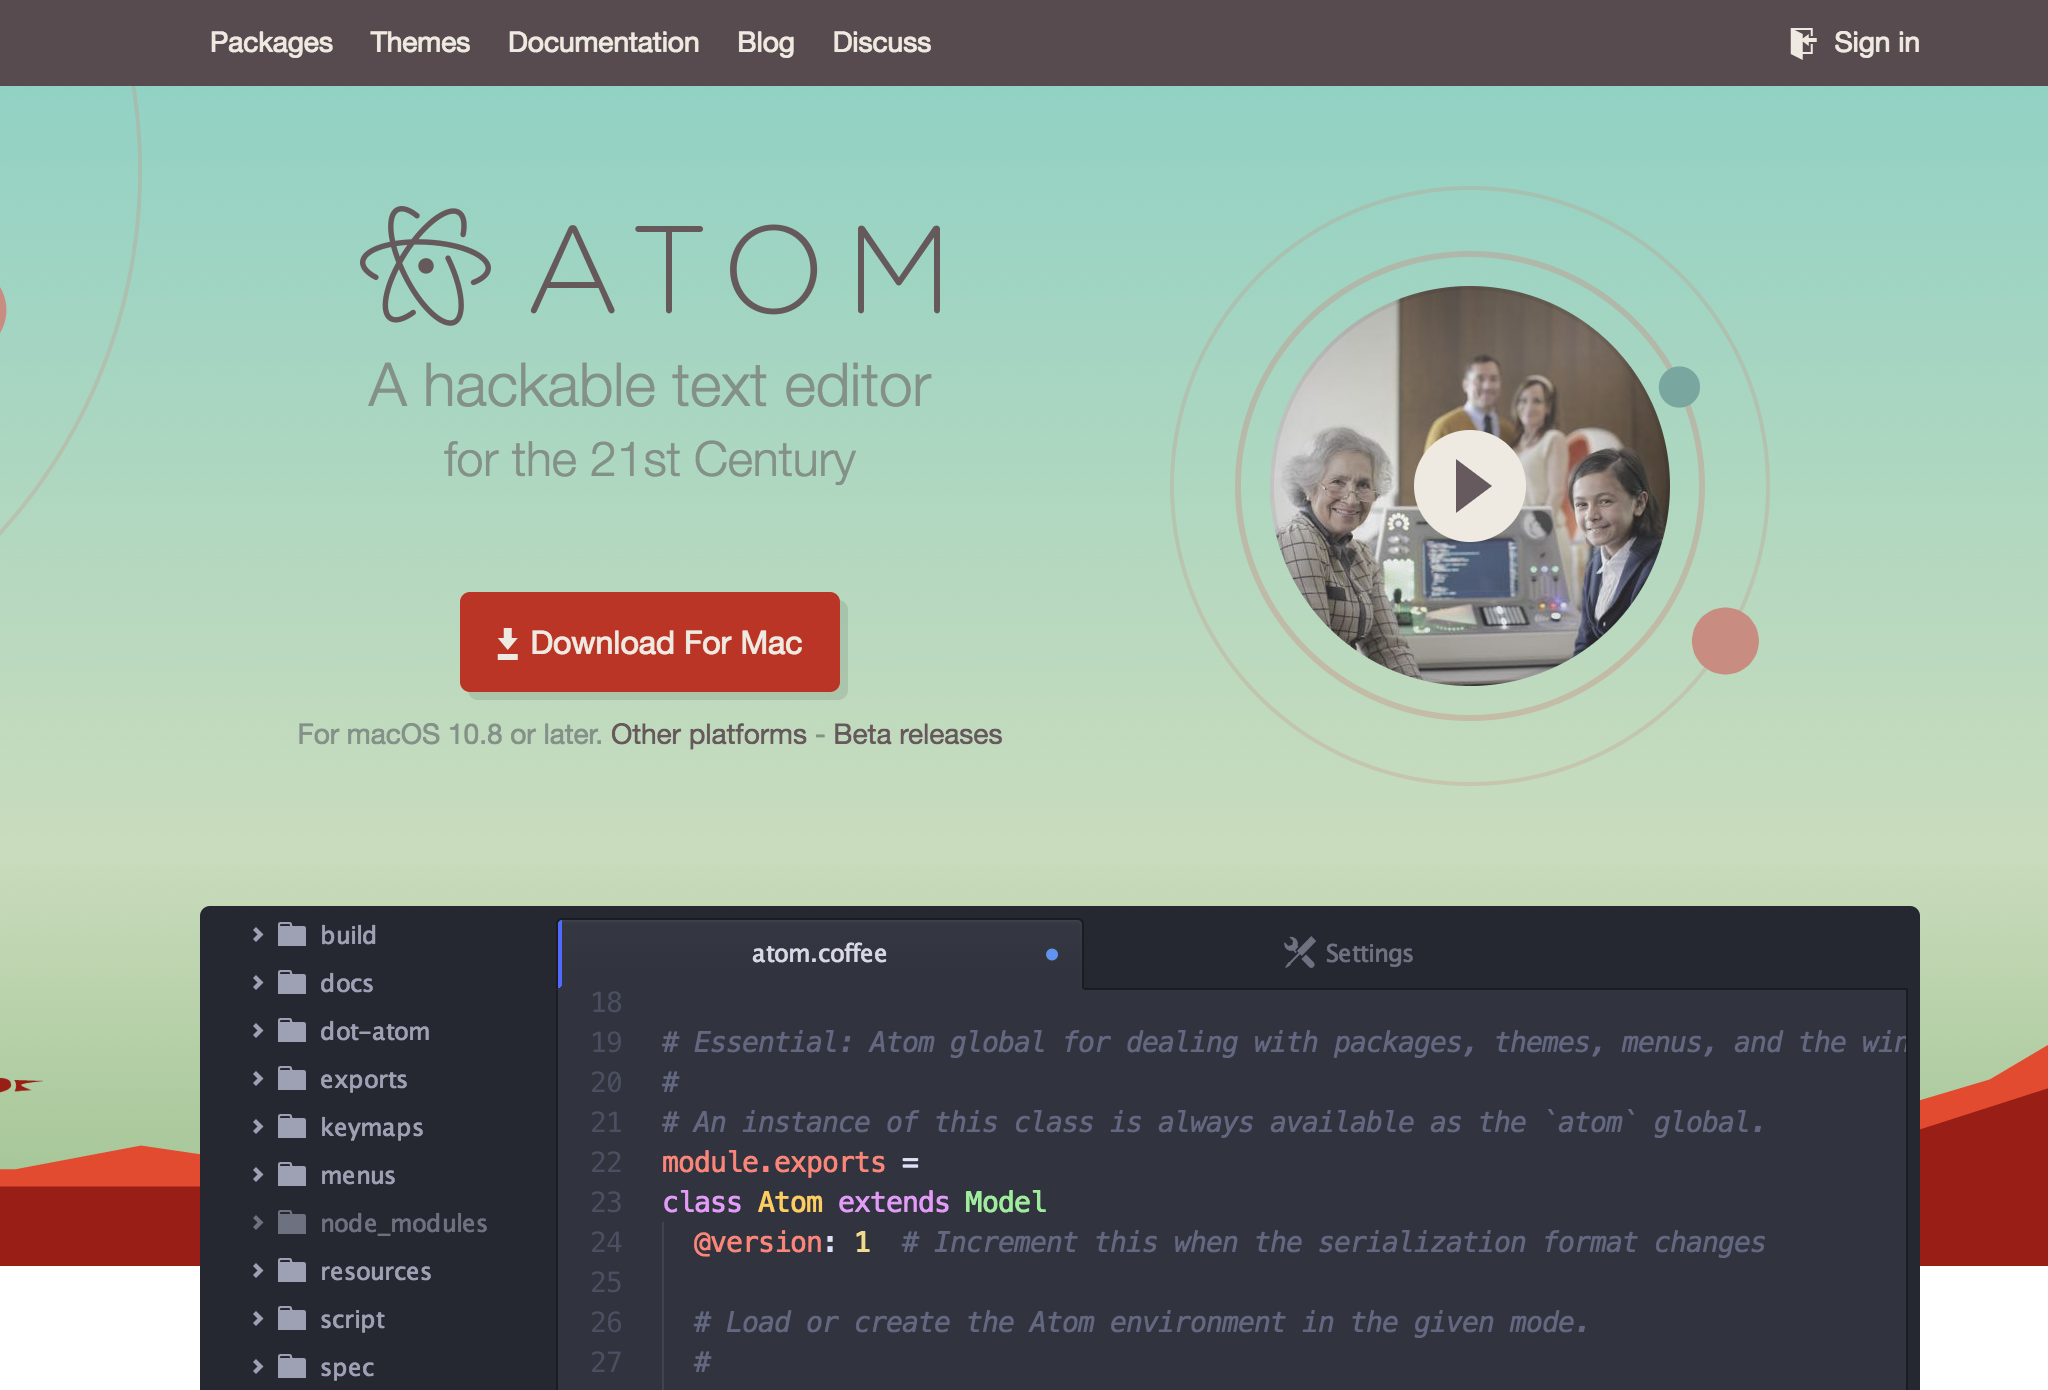 Packages Themes Documentation Blog Discuss Sign in
ATOM
A hackable text editor
for the 21st Century
Download For Mac
For macOS 10.8 or later. Other platforms - Beta releases
build
docs
dot-atom
exports
keymaps
menus
node_modules
resources
script
spec
atom.coffee Settings
18
19 # Essential: Atom global for dealing with packages, themes, menus, and the win
20 #
21 # An instance of this class is always available as the `atom` global.
22 module.exports =
23 class Atom extends Model
24 @version: 1 # Increment this when the serialization format changes
25
26 # Load or create the Atom environment in the given mode.
27 #